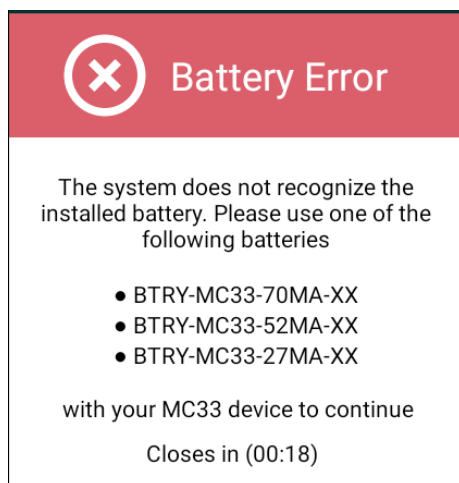 Battery Error
The system does not recognize the
installed battery. Please use one of the
following batteries
● BTRY-MC33-70MA-XX
● BTRY-MC33-52MA-XX
● BTRY-MC33-27MA-XX
with your MC33 device to continue
Closes in (00:18)